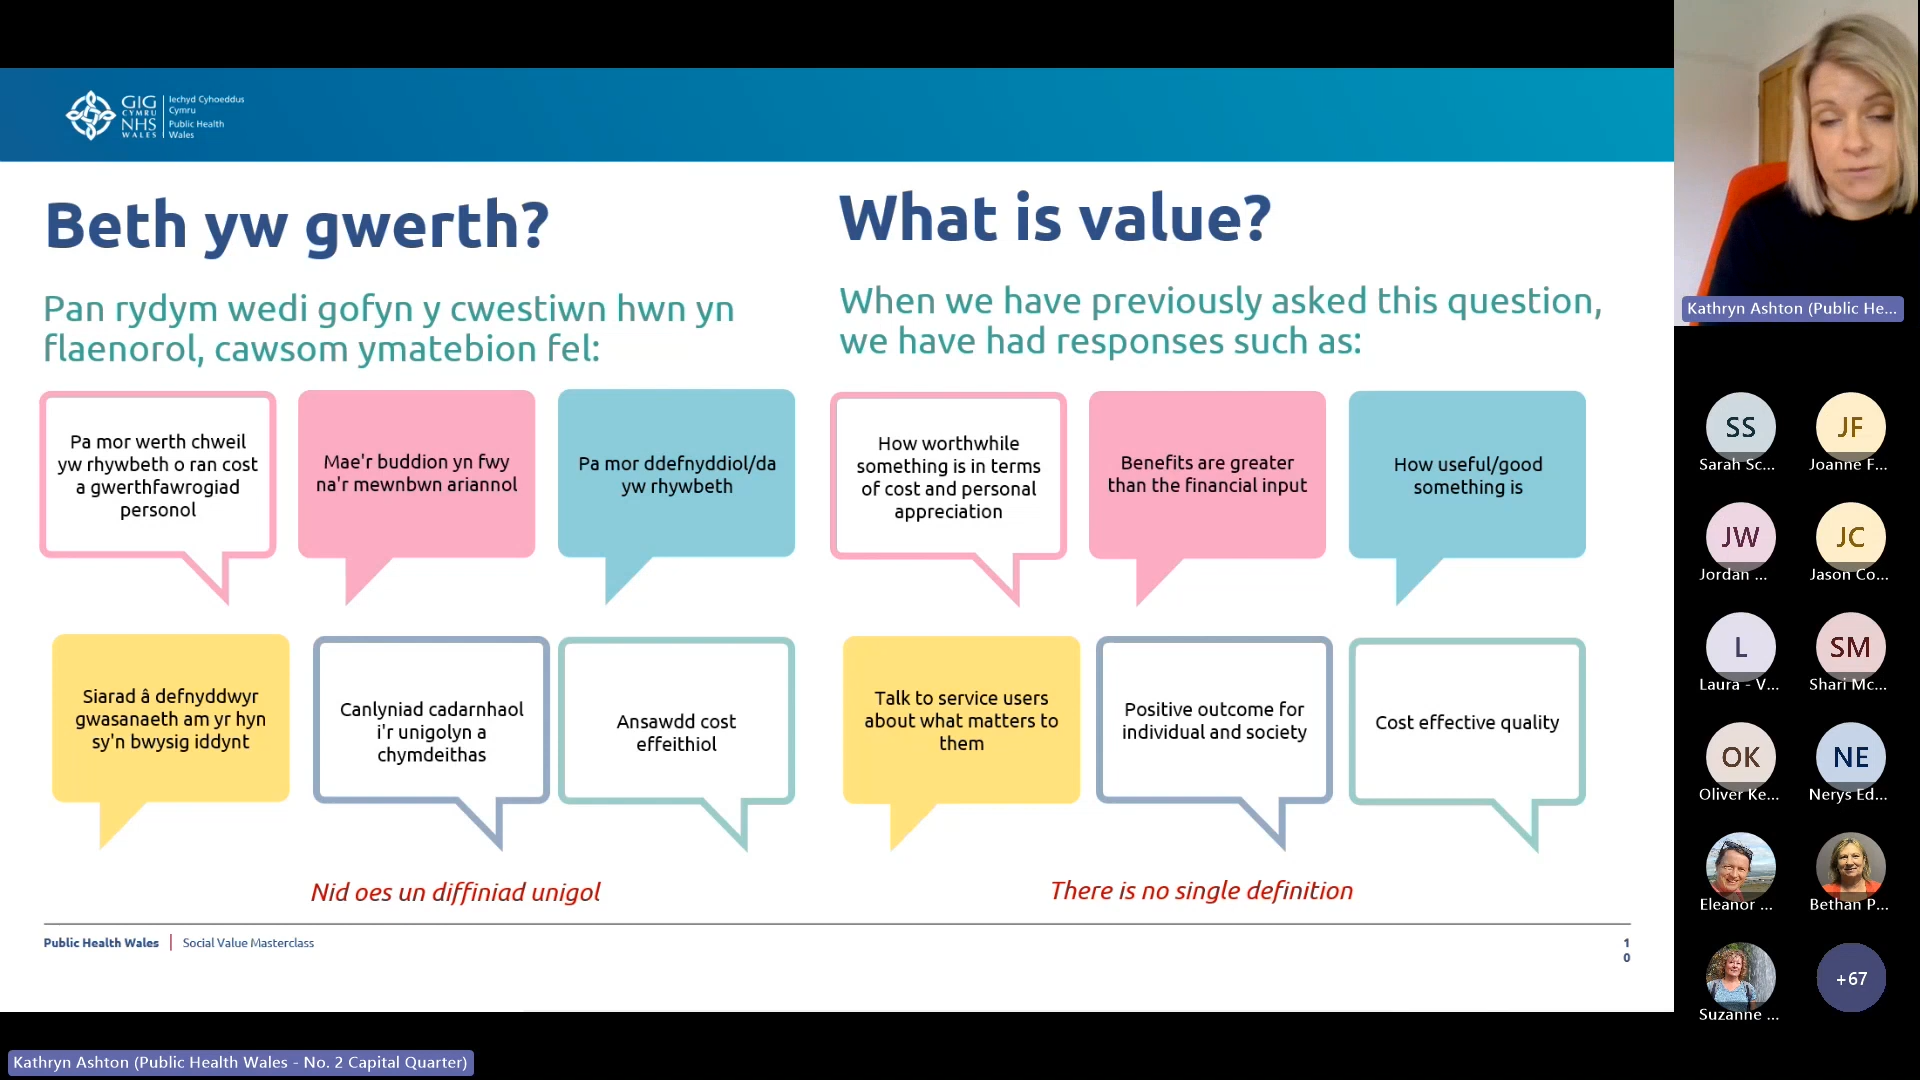 GIG
CYMRU
NHS
WALES
Iechyd Cyhoeddus
Cymru
Public Health
Wales
Beth yw gwerth?
Pan rydym wedi gofyn y cwestiwn hwn yn
flaenorol, cawsom ymatebion fel:
Pa mor werth chweil
yw rhywbeth o ran cost
a gwerthfawrogiad
personol
Mae'r buddion yn fwy
na'r mewnbwn ariannol
Pa mor ddefnyddiol/da
yw rhywbeth
Siarad â defnyddwyr
gwasanaeth am yr hyn
sy'n bwysig iddynt
Canlyniad cadarnhaol
i'r unigolyn a
chymdeithas
Ansawdd cost
effeithiol
Nid oes un diffiniad unigol
What is value?
When we have previously asked this question,
we have had responses such as:
How worthwhile
something is in terms
of cost and personal
appreciation
Benefits are greater
than the financial input
How useful/good
something is
Talk to service users
about what matters to
them
Positive outcome for
individual and society
Cost effective quality
There is no single definition
Public Health Wales | Social Value Masterclass
1
0
Kathryn Ashton (Public He...
SS
Sarah Sc...
JF
Joanne F...
JW
Jordan ...
JC
Jason Co...
L
Laura - V...
SM
Shari Mc...
OK
Oliver Ke...
NE
Nerys Ed...
Eleanor ...
Bethan P...
Suzanne ...
+67
Kathryn Ashton (Public Health Wales - No. 2 Capital Quarter)